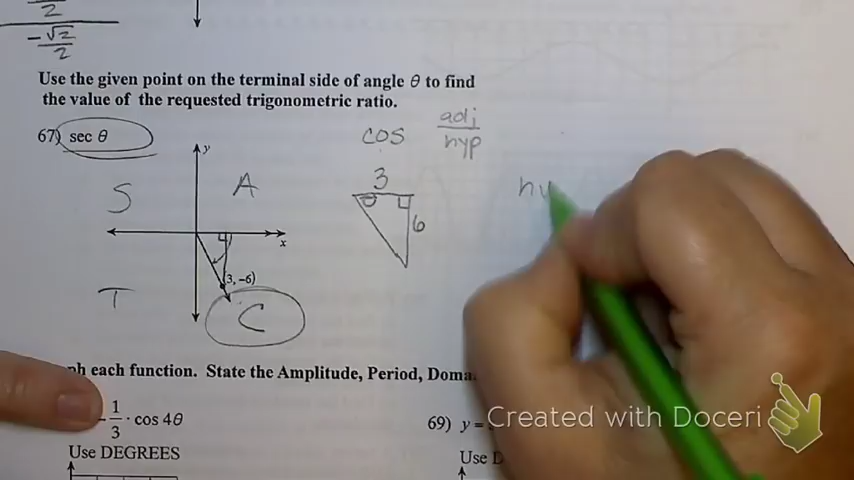 2
-√2
2
Use the given point on the terminal side of angle θ to find
the value of the requested trigonometric ratio.
67) sec θ
cos
adj
hyp
y
S
A
3
6
hy
x
(3, -6)
T
C
ph each function. State the Amplitude, Period, Doma
-1/3 · cos 4θ
69) y =
Use DEGREES
Use D
Created with Doceri